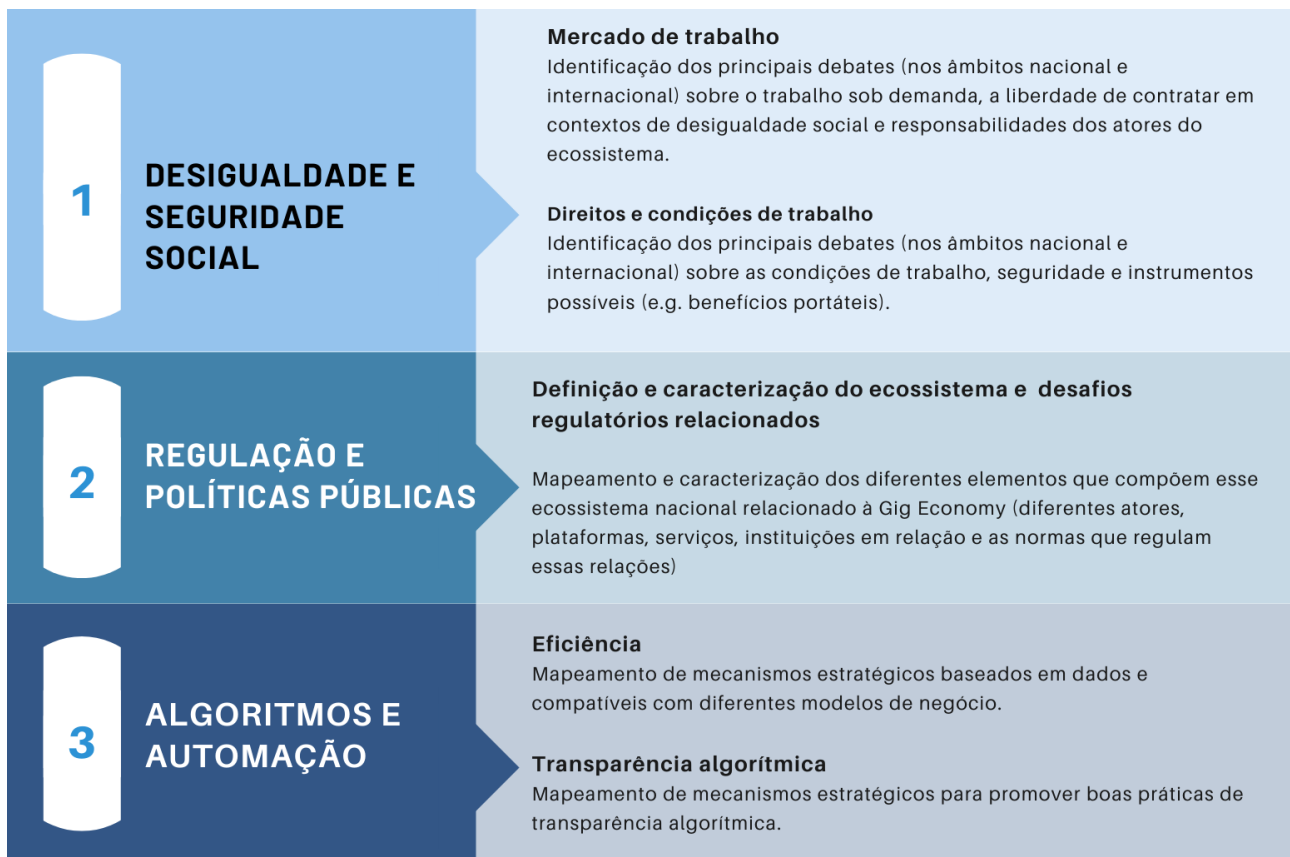 1
DESIGUALDADE E
SEGURIDADE
SOCIAL
Mercado de trabalho
Identificação dos principais debates (nos âmbitos nacional e
internacional) sobre o trabalho sob demanda, a liberdade de contratar em
contextos de desigualdade social e responsabilidades dos atores do
ecossistema.
Direitos e condições de trabalho
Identificação dos principais debates (nos âmbitos nacional e
internacional) sobre as condições de trabalho, seguridade e instrumentos
possíveis (e.g. benefícios portáteis).
2
REGULAÇÃO E
POLÍTICAS PÚBLICAS
Definição e caracterização do ecossistema e desafios
regulatórios relacionados
Mapeamento e caracterização dos diferentes elementos que compõem esse
ecossistema nacional relacionado à Gig Economy (diferentes atores,
plataformas, serviços, instituições em relação e as normas que regulam
essas relações)
3
ALGORITMOS E
AUTOMAÇÃO
Eficiência
Mapeamento de mecanismos estratégicos baseados em dados e
compatíveis com diferentes modelos de negócio.
Transparência algorítmica
Mapeamento de mecanismos estratégicos para promover boas práticas de
transparência algorítmica.